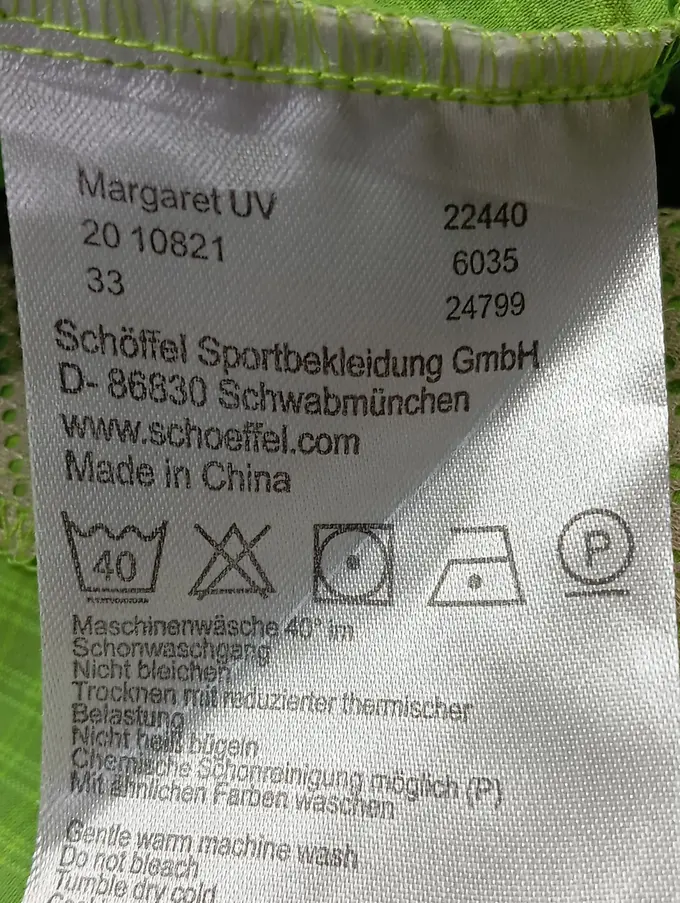 Margaret UV 22440
20 10821 6035
33 24799
Schöffel Sportbekleidung GmbH
D- 86830 Schwabmünchen
www.schoeffel.com
Made in China
40 P
Maschinenwäsche 40° im
Schonwaschgang
Nicht bleichen
Trocknen mit reduzierter thermischer
Belastung
Nicht heiß bügeln
Chemische Schonreinigung möglich (P)
Mit ähnlichen Farben waschen
Gentle warm machine wash
Do not bleach
Tumble dry cold